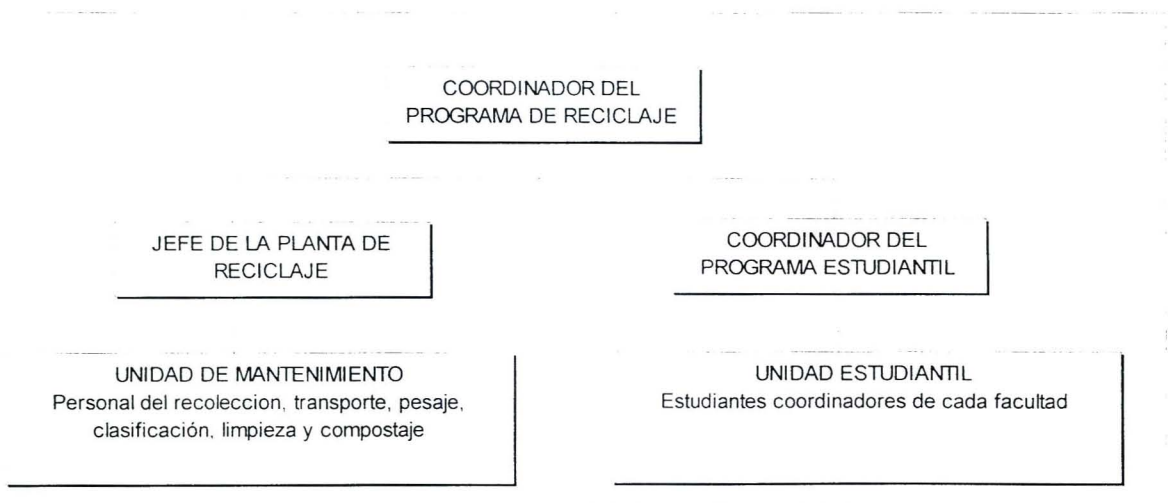 COORDINADOR DEL
PROGRAMA DE RECICLAJE
JEFE DE LA PLANTA DE
RECICLAJE
COORDINADOR DEL
PROGRAMA ESTUDIANTIL
UNIDAD DE MANTENIMIENTO
Personal del recoleccion, transporte, pesaje,
clasificación, limpieza y compostaje
UNIDAD ESTUDIANTIL
Estudiantes coordinadores de cada facultad